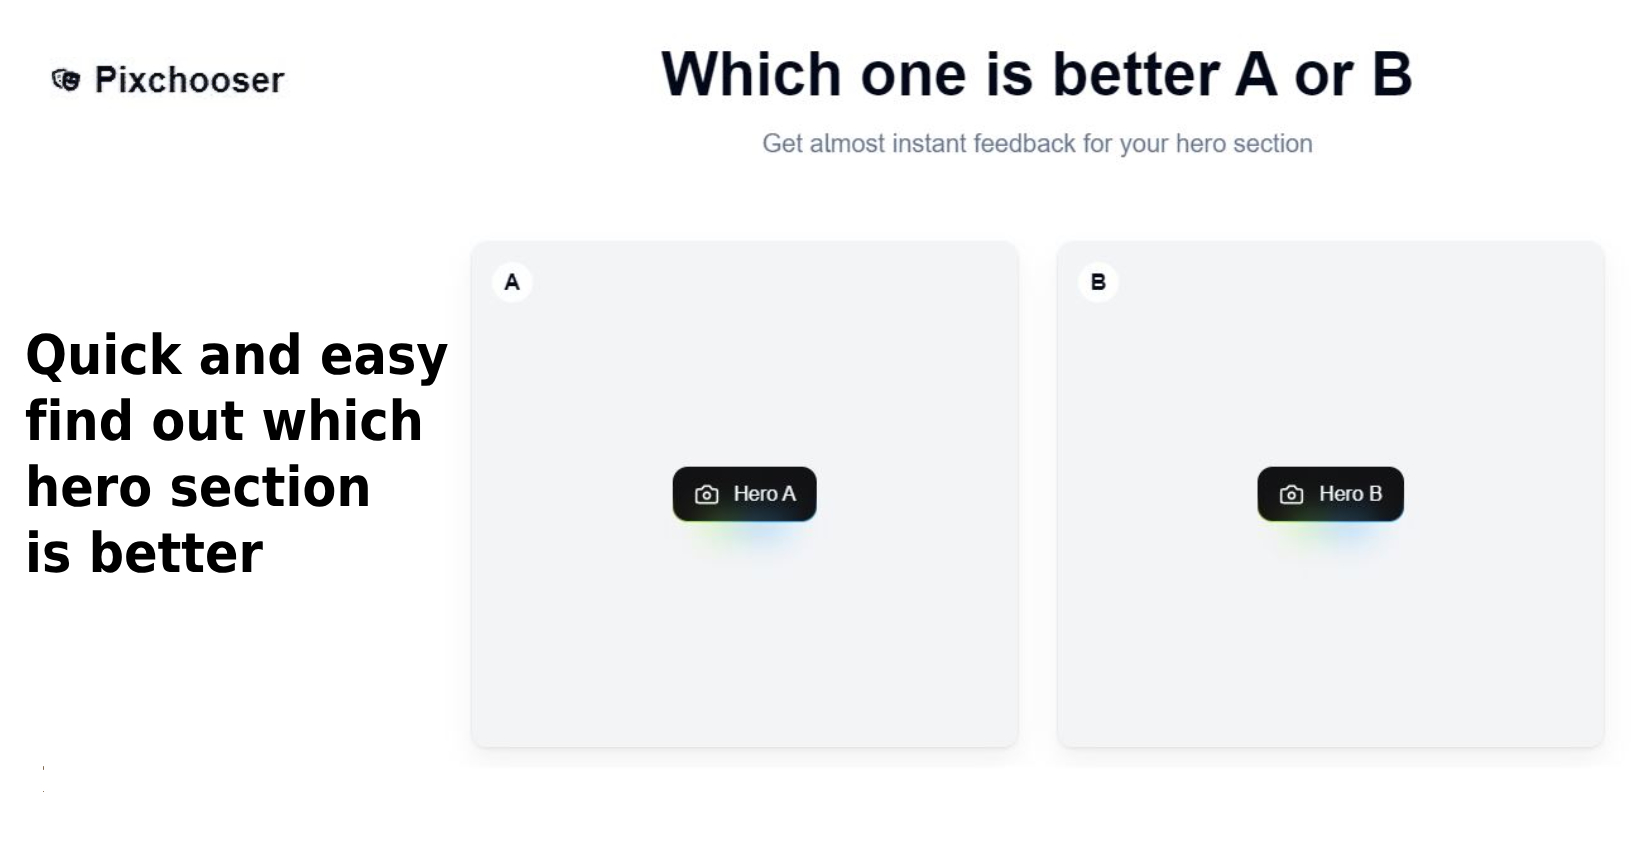 Pixchooser
Which one is better A or B
Get almost instant feedback for your hero section
Quick and easy
find out which
hero section
is better
A
Hero A
B
Hero B